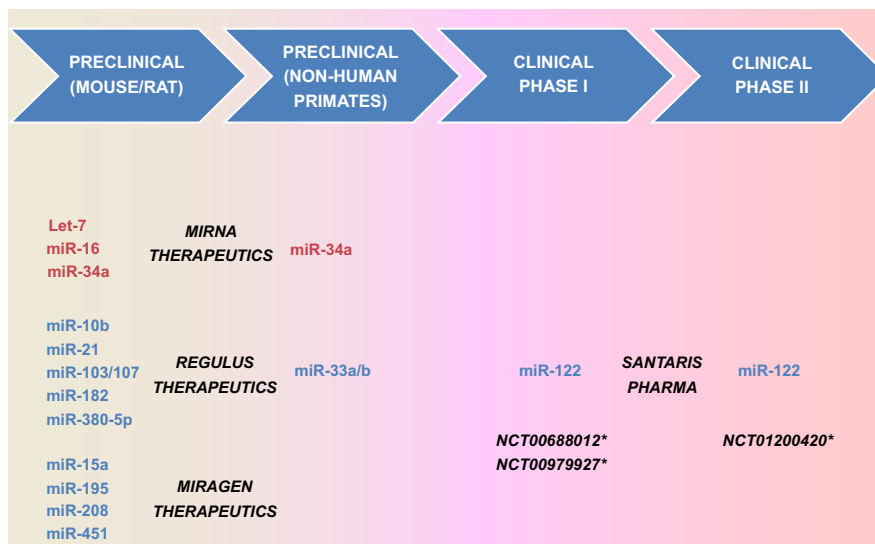 PRECLINICAL
(MOUSE/RAT)
PRECLINICAL
(NON-HUMAN
PRIMATES)
CLINICAL
PHASE I
CLINICAL
PHASE II
Let-7
miR-16
miR-34a
MIRNA
THERAPEUTICS
miR-34a
miR-10b
miR-21
miR-103/107
miR-182
miR-380-5p
REGULUS
THERAPEUTICS
miR-33a/b
miR-122
SANTARIS
PHARMA
miR-122
NCT00688012*
NCT00979927*
NCT01200420*
miR-15a
miR-195
miR-208
miR-451
MIRAGEN
THERAPEUTICS